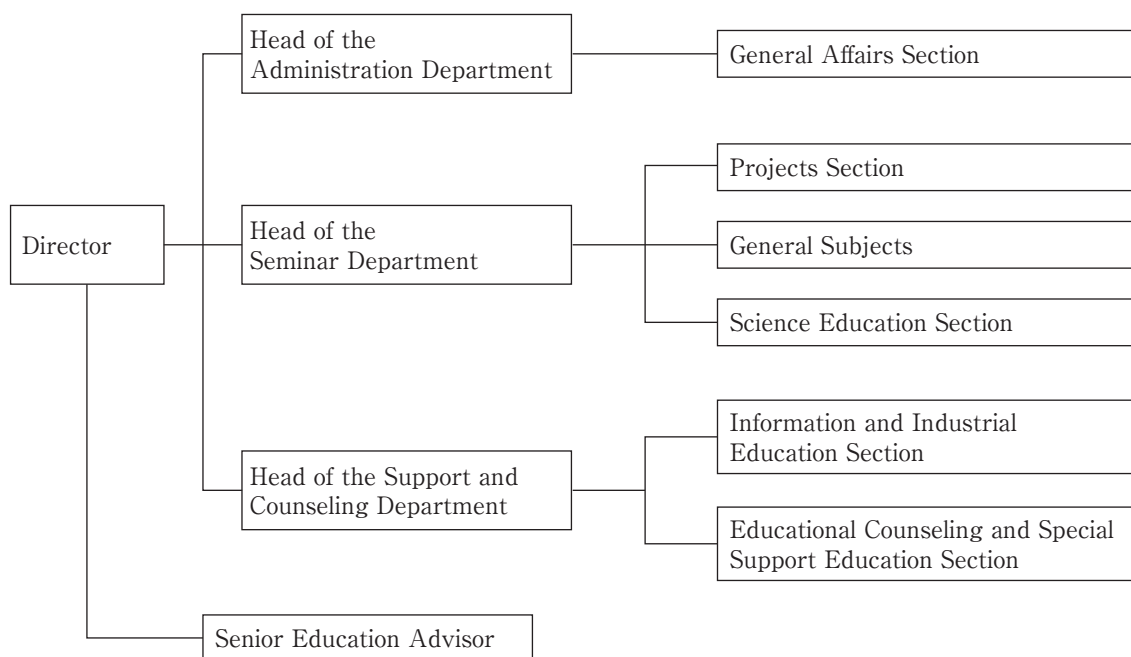 Head of the
Administration Department
General Affairs Section
Projects Section
Director
Head of the
Seminar Department
General Subjects
Science Education Section
Information and Industrial
Education Section
Head of the Support and
Counseling Department
Educational Counseling and Special
Support Education Section
Senior Education Advisor